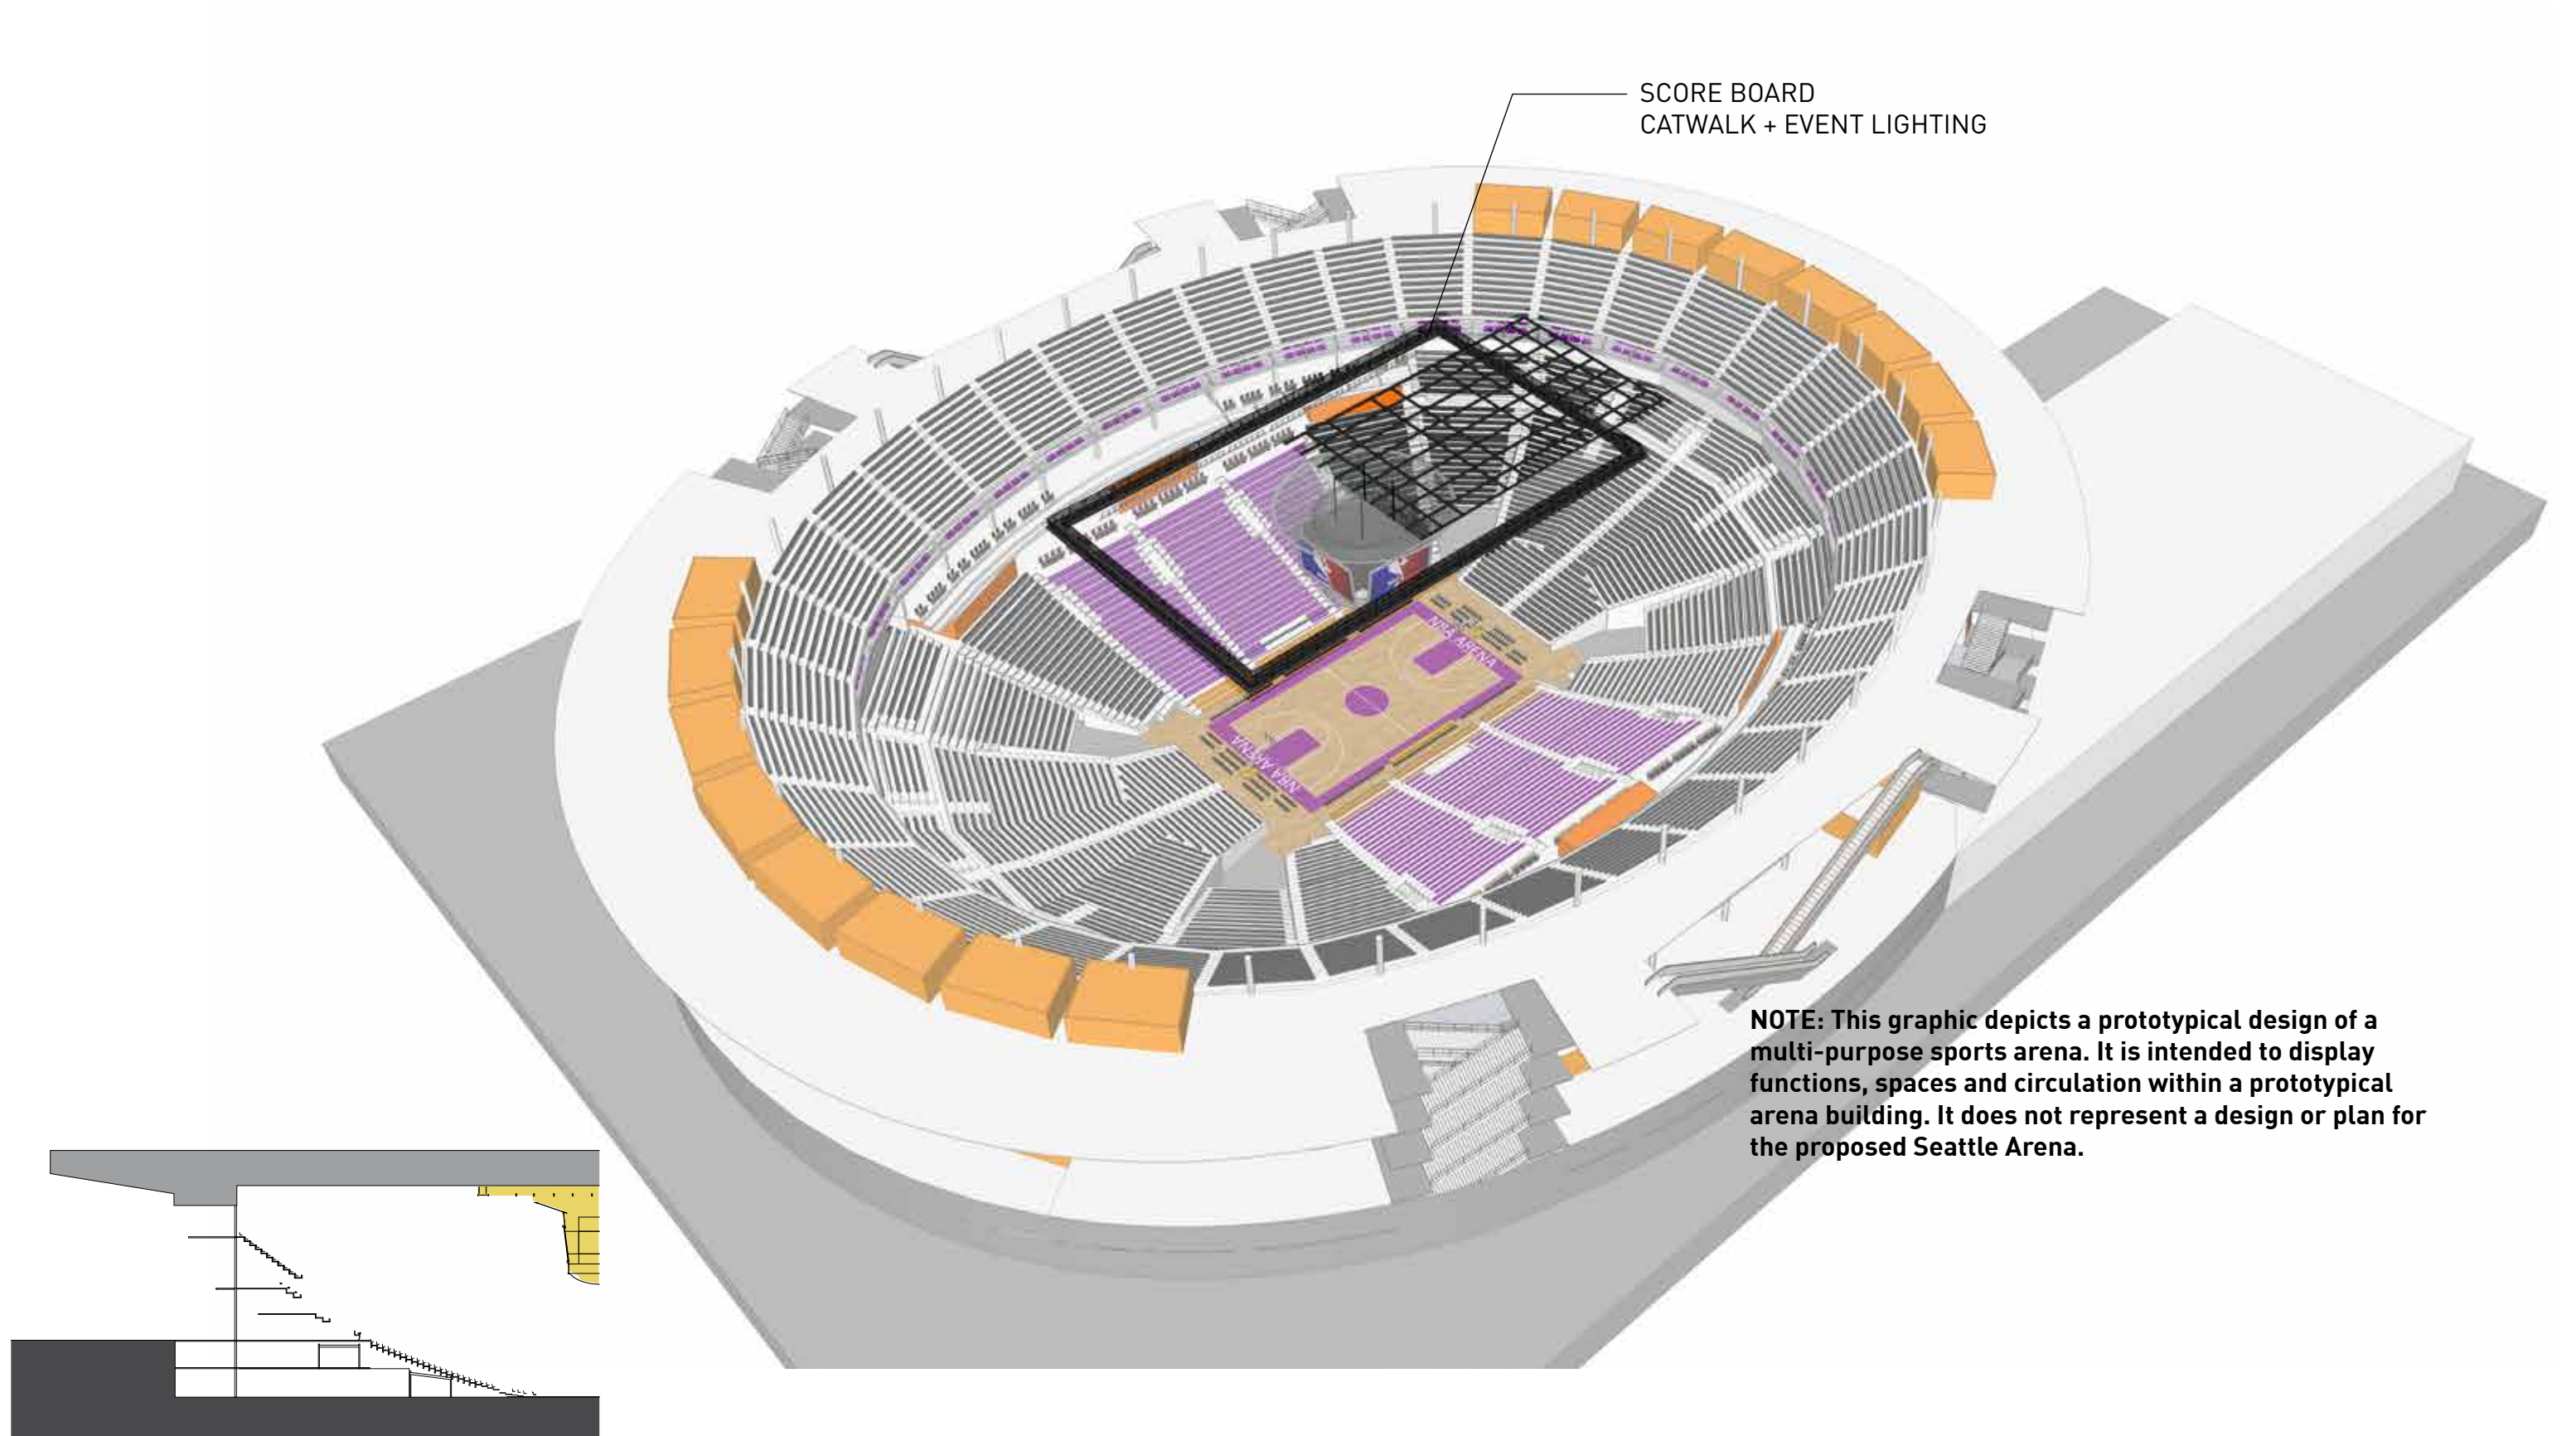 SCORE BOARD
CATWALK + EVENT LIGHTING
NBA ARENA
NBA ARENA
NOTE: This graphic depicts a prototypical design of a
multi-purpose sports arena. It is intended to display
functions, spaces and circulation within a prototypical
arena building. It does not represent a design or plan for
the proposed Seattle Arena.